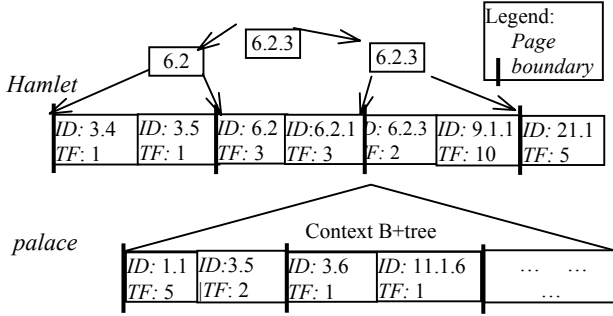 Legend:
Page
boundary
6.2.3
6.2
6.2.3
Hamlet
ID: 3.4 ID: 3.5 ID: 6.2 ID:6.2.1 D: 6.2.3 ID: 9.1.1 ID: 21.1
TF: 1 TF: 1 TF: 3 TF: 3 TF: 2 TF: 10 TF: 5
palace
Context B+tree
ID: 1.1 ID:3.5 ID: 3.6 ID: 11.1.6 … …
TF: 5 |TF: 2 TF: 1 TF: 1 …